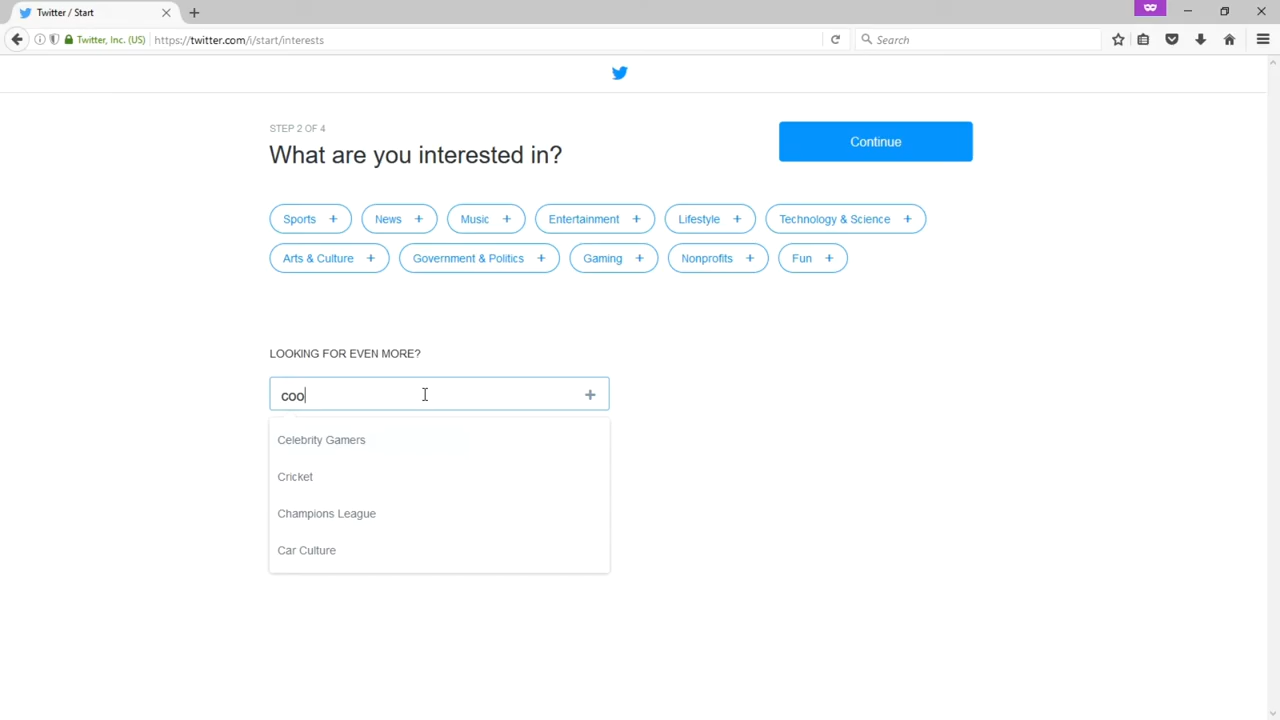 Twitter / Start
Twitter, Inc. (US) https://twitter.com/i/start/interests Search
STEP 2 OF 4
What are you interested in?
Continue
Sports + News + Music + Entertainment + Lifestyle + Technology & Science +
Arts & Culture + Government & Politics + Gaming + Nonprofits + Fun +
LOOKING FOR EVEN MORE?
coo
Celebrity Gamers
Cricket
Champions League
Car Culture